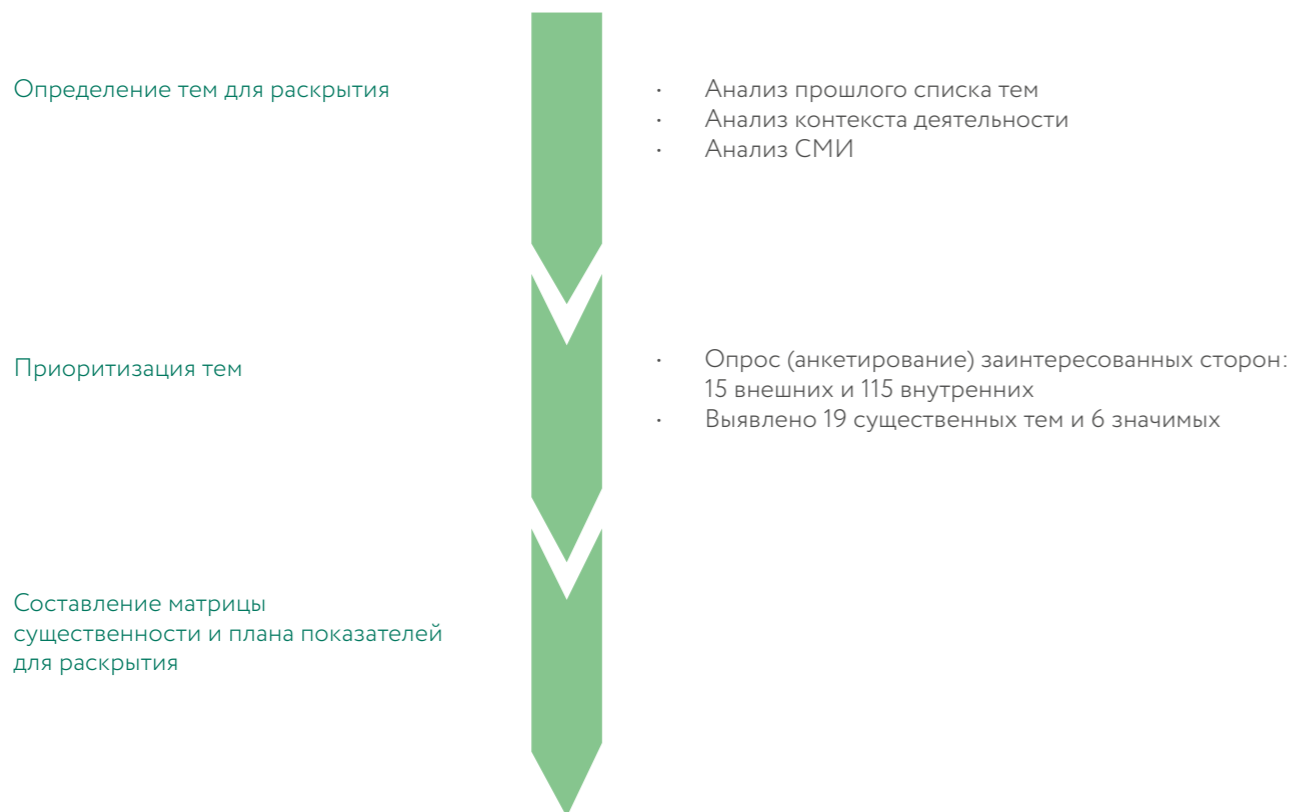 Определение тем для раскрытия
· Анализ прошлого списка тем
· Анализ контекста деятельности
· Анализ СМИ
Приоритизация тем
· Опрос (анкетирование) заинтересованных сторон:
15 внешних и 115 внутренних
· Выявлено 19 существенных тем и 6 значимых
Составление матрицы
существенности и плана показателей
для раскрытия